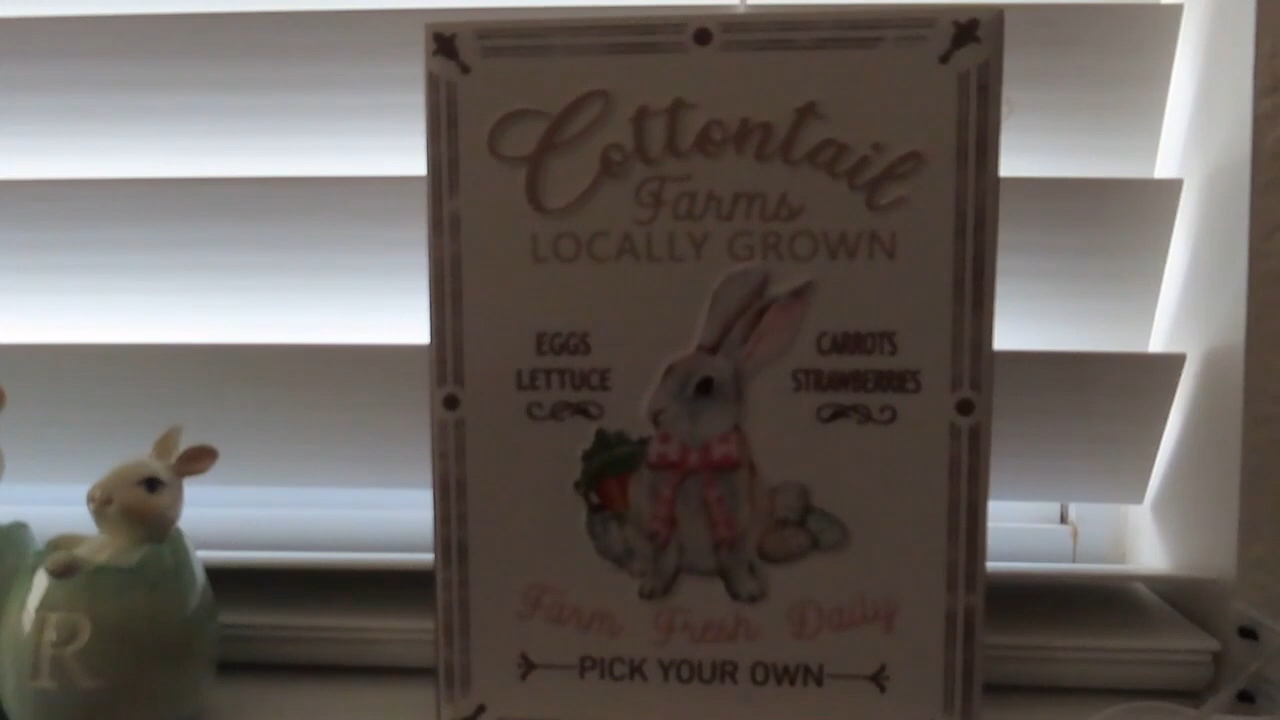 Cottontail
Farms
LOCALLY GROWN
EGGS
LETTUCE
CARROTS
STRAWBERRIES
Farm Fresh Daily
PICK YOUR OWN
R